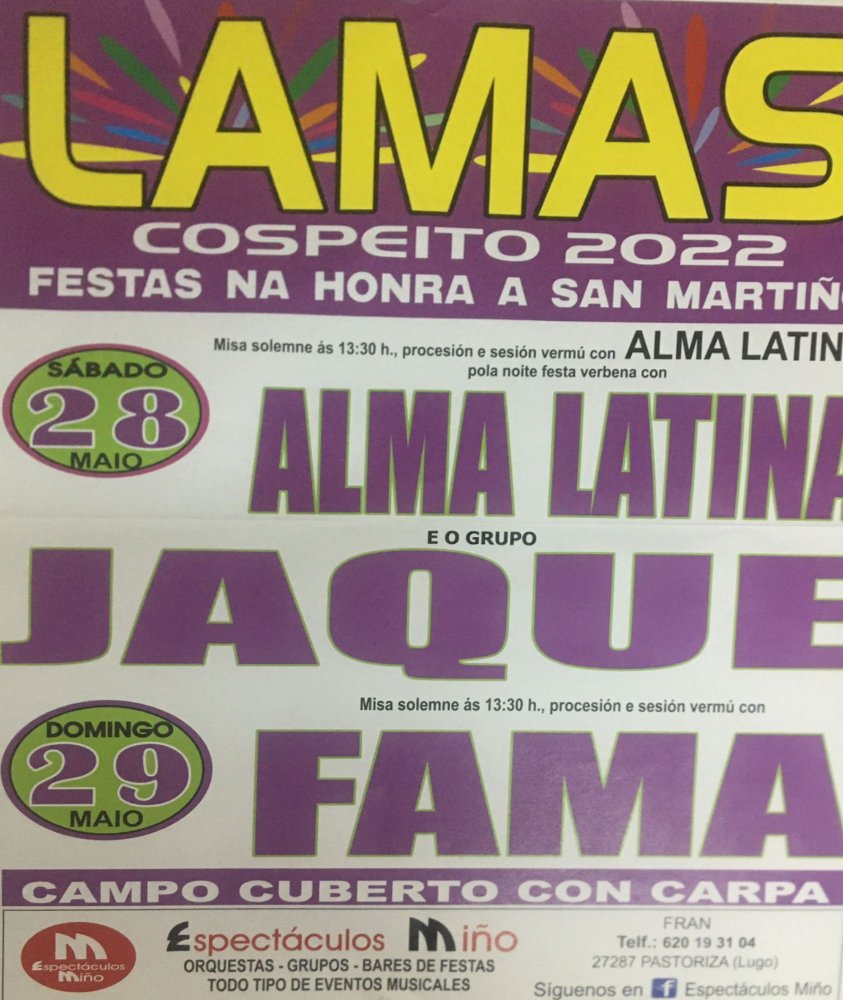 LAMAS
COSPEITO 2022
FESTAS NA HONRA A SAN MARTIÑO
Misa solemne ás 13:30 h., procesión e sesión vermú con ALMA LATIN
pola noite festa verbena con
SÁBADO
28
MAIO
ALMA LATINA
E O GRUPO
JAQUE
Misa solemne ás 13:30 h., procesión e sesión vermú con
DOMINGO
29
MAIO
FAMA
CAMPO CUBERTO CON CARPA
Espectáculos Miño
Espectáculos Miño
ORQUESTAS - GRUPOS - BARES DE FESTAS
TODO TIPO DE EVENTOS MUSICALES
FRAN
Telf.: 620 19 31 04
27287 PASTORIZA (Lugo)
Síguenos en f Espectáculos Miño